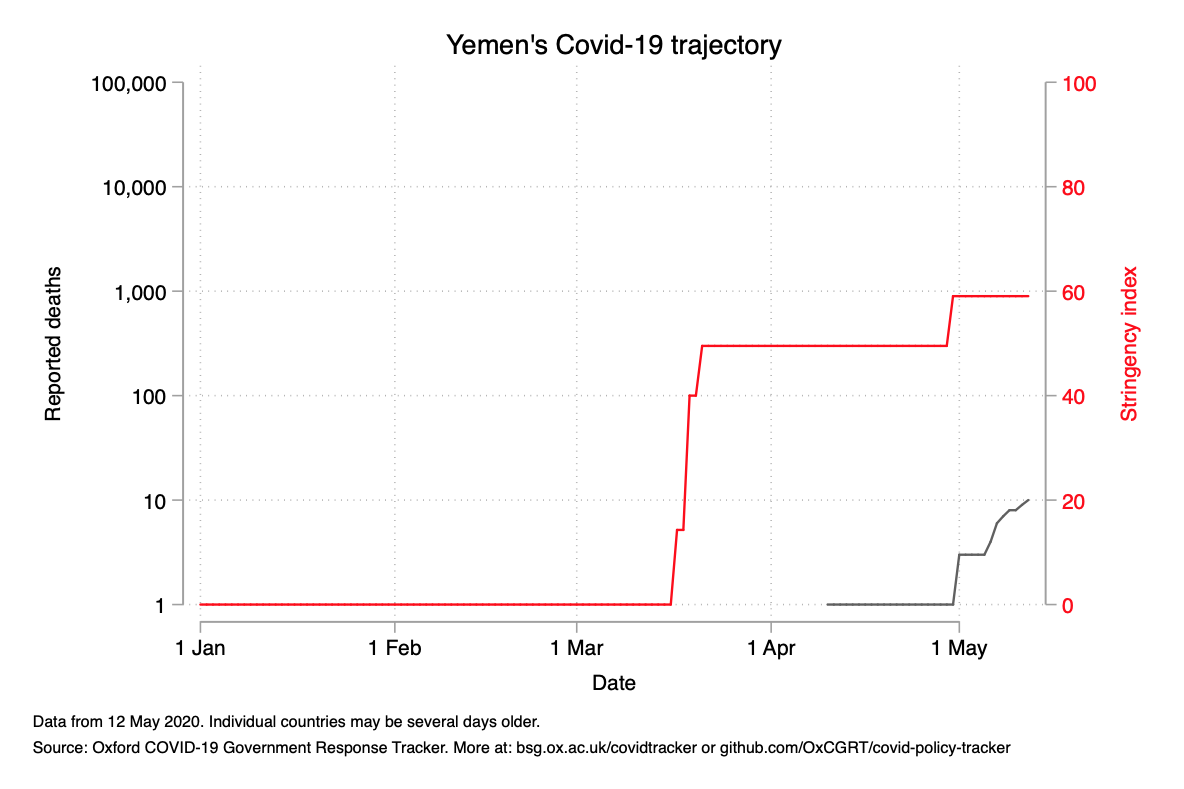 Yemen's Covid-19 trajectory
100,000
10,000
1,000
100
10
1
Reported deaths
100
80
60
40
20
0
Stringency index
1 Jan
1 Feb
1 Mar
1 Apr
1 May
Date
Data from 12 May 2020. Individual countries may be several days older.
Source: Oxford COVID-19 Government Response Tracker. More at: bsg.ox.ac.uk/covidtracker or github.com/OxCGRT/covid-policy-tracker